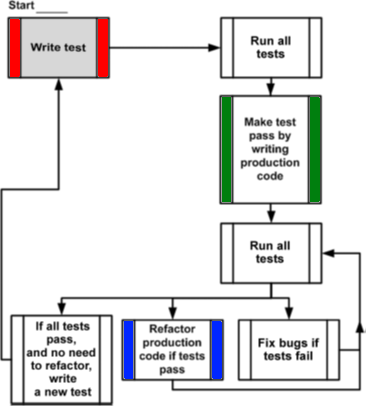 Start _____
Write test
Run all
tests
Make test
pass by
writing
production
code
Run all
tests
If all tests
pass,
and no need
to refactor,
write
a new test
Refactor
production
code if tests
pass
Fix bugs if
tests fail